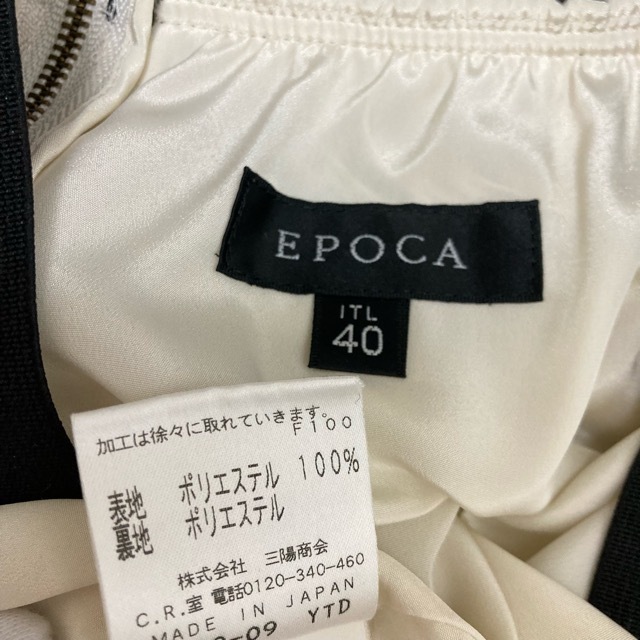 EPOCA
ITL
40
加工は徐々に取れていきます。
F100
表地 ポリエステル 100%
裏地 ポリエステル
株式会社 三陽商会
C.R.室 電話0120-340-460
MADE IN JAPAN
-09 YTD